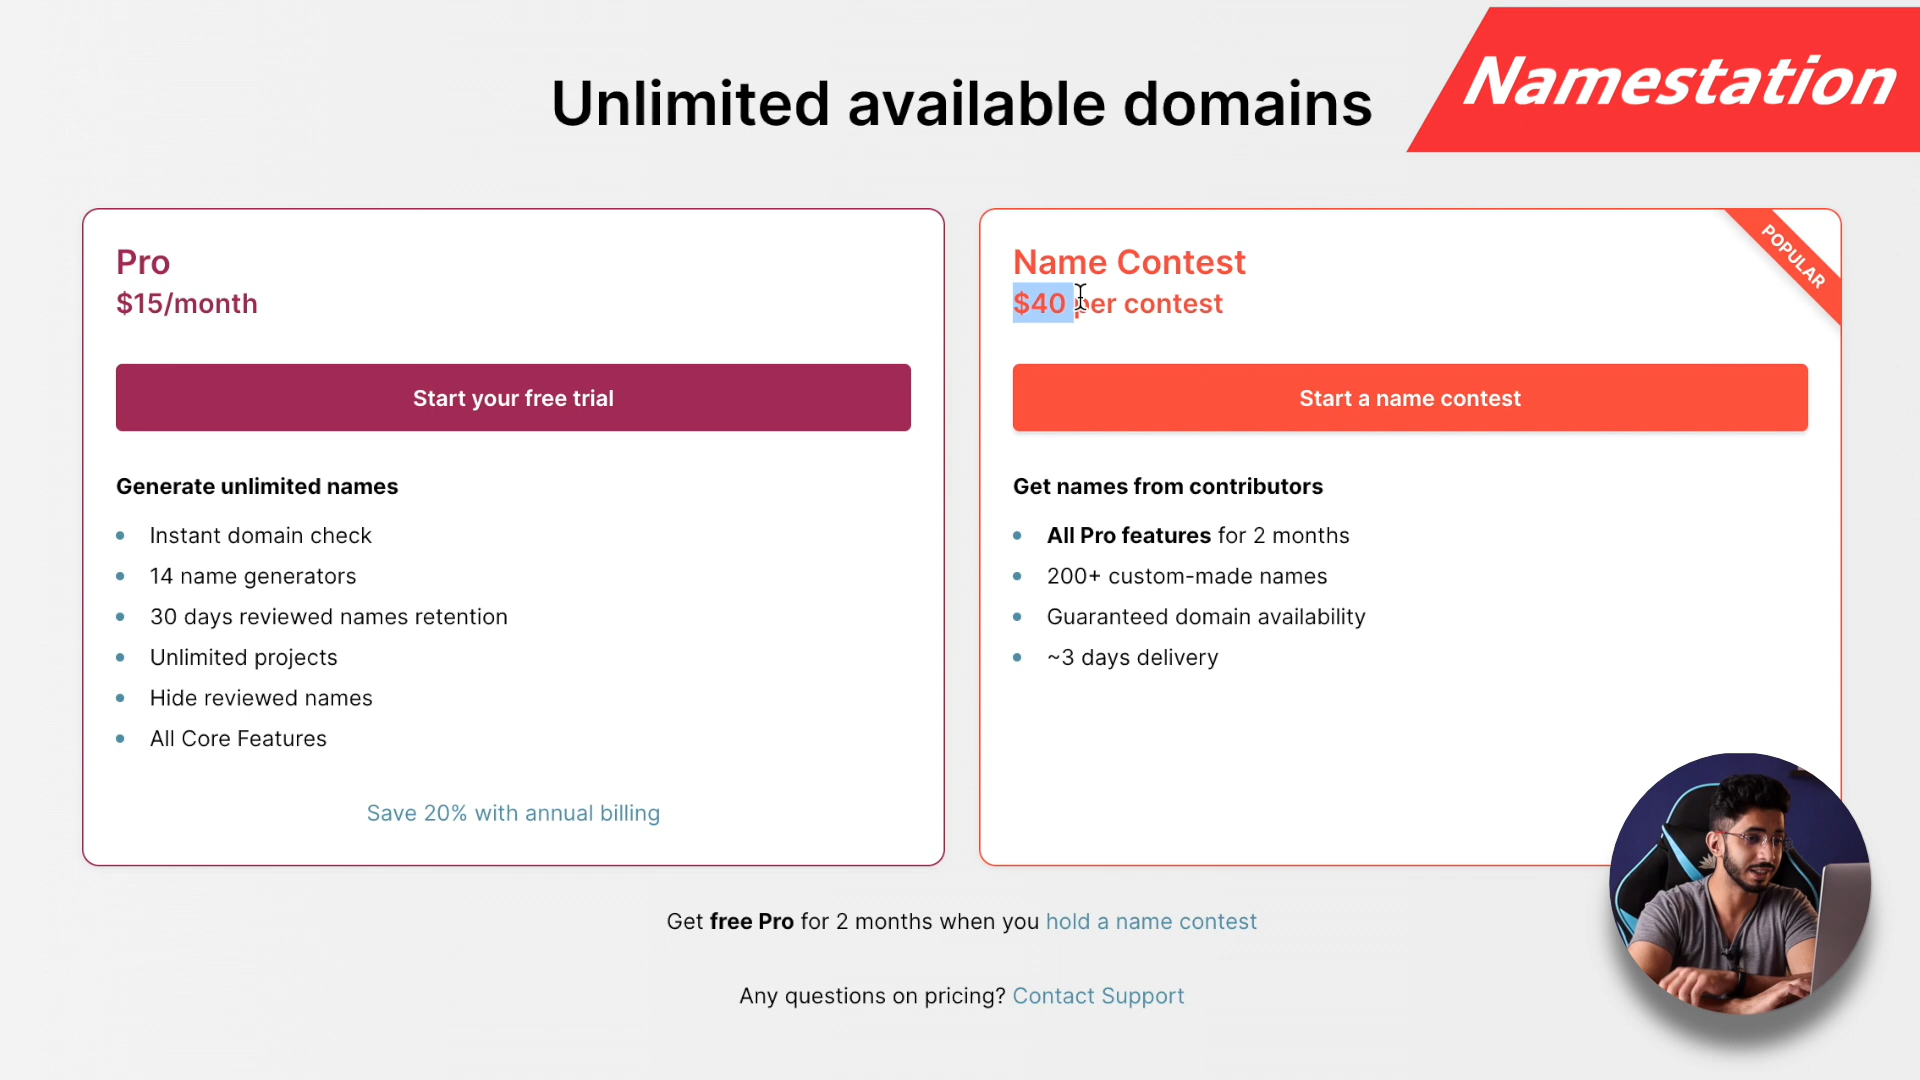 Namestation
Unlimited available domains
Pro
$15/month
Start your free trial
Generate unlimited names
Instant domain check
14 name generators
30 days reviewed names retention
Unlimited projects
Hide reviewed names
All Core Features
Save 20% with annual billing
POPULAR
Name Contest
$40 per contest
Start a name contest
Get names from contributors
All Pro features for 2 months
200+ custom-made names
Guaranteed domain availability
~3 days delivery
Get free Pro for 2 months when you hold a name contest
Any questions on pricing? Contact Support